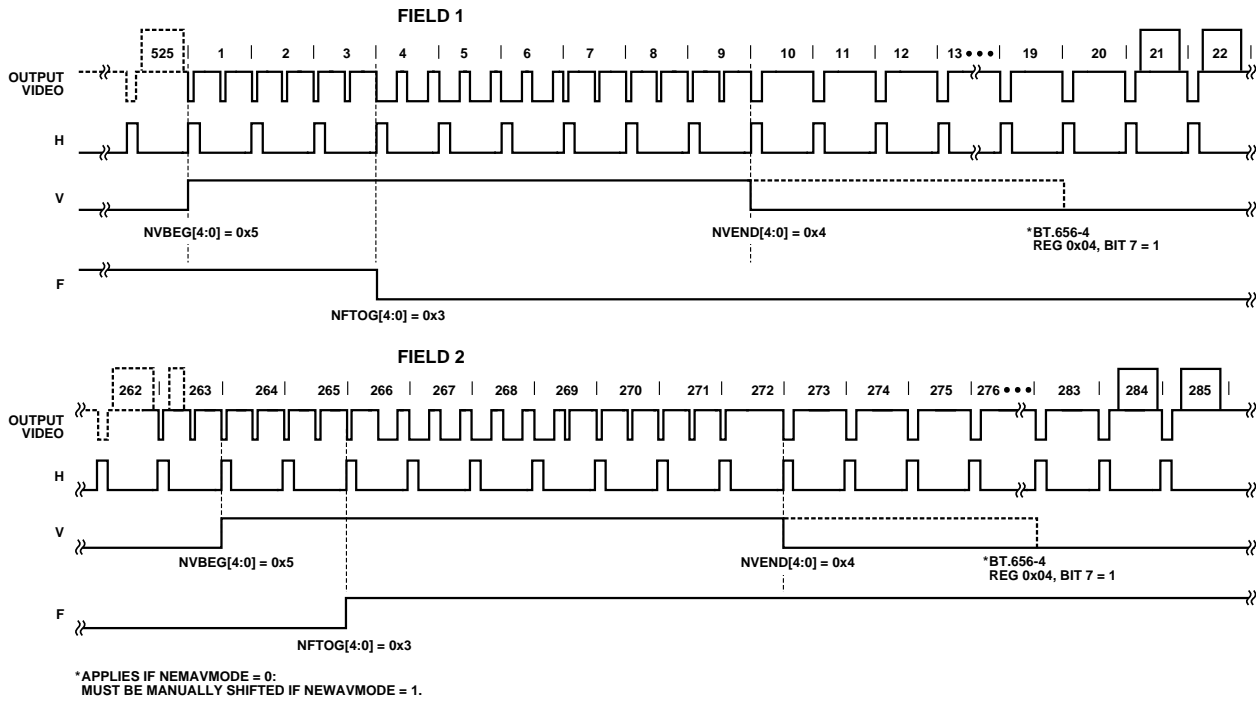 FIELD 1
525 | 1 | 2 | 3 | 4 | 5 | 6 | 7 | 8 | 9 | 10 | 11 | 12 | 13 ••• | 19 | 20 | 21 | 22 |
OUTPUT
VIDEO
H
V
NVBEG[4:0] = 0x5
NVEND[4:0] = 0x4
*BT.656-4
REG 0x04, BIT 7 = 1
F
NFTOG[4:0] = 0x3
FIELD 2
262 | 263 | 264 | 265 | 266 | 267 | 268 | 269 | 270 | 271 | 272 | 273 | 274 | 275 | 276 ••• | 283 | 284 | 285
OUTPUT
VIDEO
H
V
NVBEG[4:0] = 0x5
NVEND[4:0] = 0x4
*BT.656-4
REG 0x04, BIT 7 = 1
F
NFTOG[4:0] = 0x3
*APPLIES IF NEMAVMODE = 0:
MUST BE MANUALLY SHIFTED IF NEWAVMODE = 1.